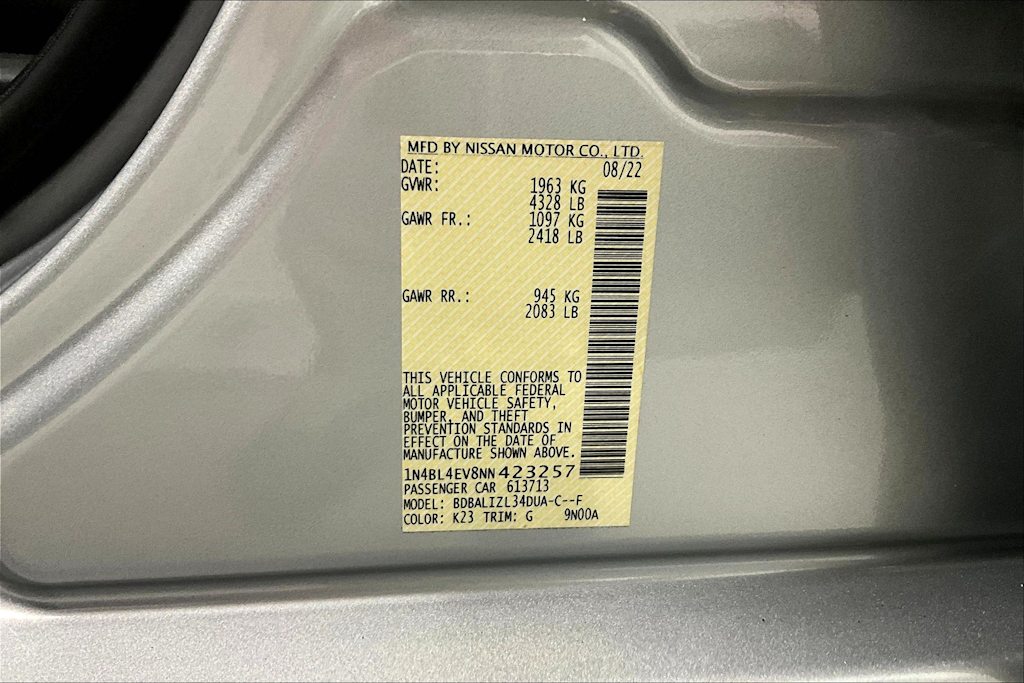 MFD BY NISSAN MOTOR CO., LTD.
DATE: 08/22
GVWR: 1963 KG
4328 LB
GAWR FR.: 1097 KG
2418 LB
GAWR RR.: 945 KG
2083 LB
THIS VEHICLE CONFORMS TO
ALL APPLICABLE FEDERAL
MOTOR VEHICLE SAFETY,
BUMPER, AND THEFT
PREVENTION STANDARDS IN
EFFECT ON THE DATE OF
MANUFACTURE SHOWN ABOVE.
1N4BL4EV8NN423257
PASSENGER CAR 613713
MODEL: BDBALIZL34DUA-C--F
COLOR: K23 TRIM: G 9N00A